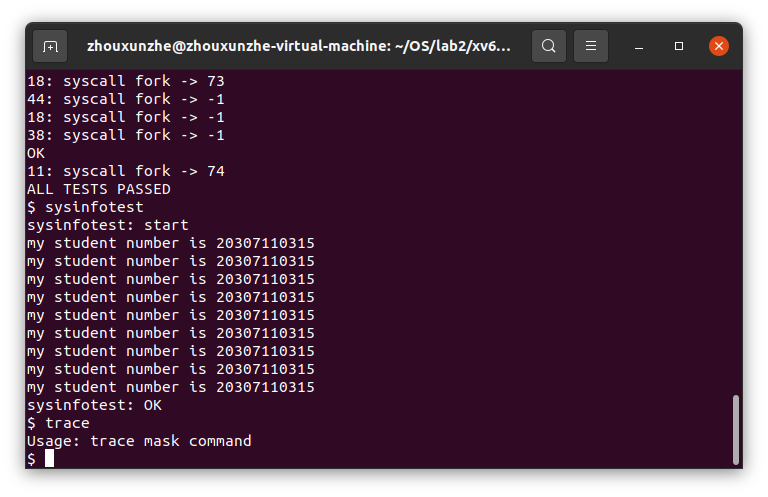 zhouxunzhe@zhouxunzhe-virtual-machine: ~/OS/lab2/xv6...
18: syscall fork -> 73
44: syscall fork -> -1
18: syscall fork -> -1
38: syscall fork -> -1
OK
11: syscall fork -> 74
ALL TESTS PASSED
$ sysinfotest
sysinfotest: start
my student number is 20307110315
my student number is 20307110315
my student number is 20307110315
my student number is 20307110315
my student number is 20307110315
my student number is 20307110315
my student number is 20307110315
my student number is 20307110315
my student number is 20307110315
sysinfotest: OK
$ trace
Usage: trace mask command
$